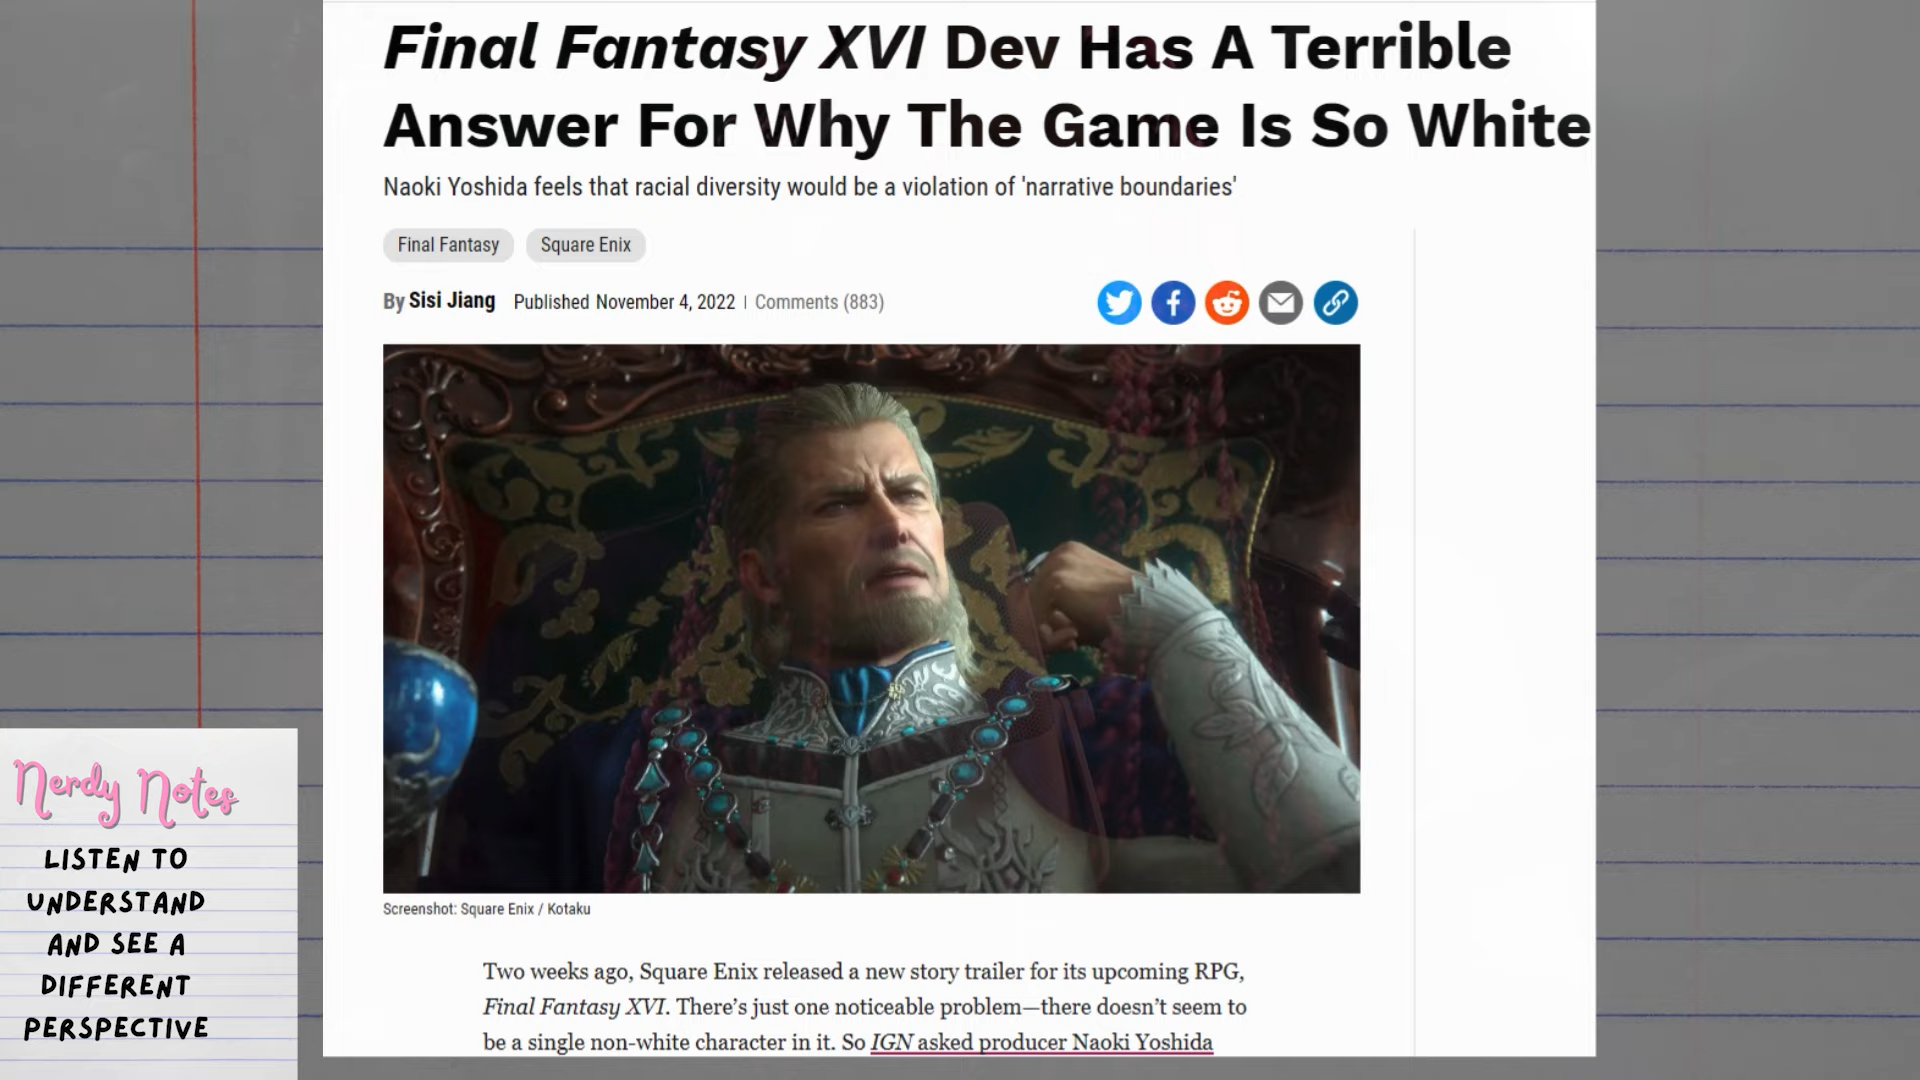 Final Fantasy XVI Dev Has A Terrible
Answer For Why The Game Is So White
Naoki Yoshida feels that racial diversity would be a violation of 'narrative boundaries'
Final Fantasy Square Enix
By Sisi Jiang Published November 4, 2022 | Comments (883)
Screenshot: Square Enix / Kotaku
Two weeks ago, Square Enix released a new story trailer for its upcoming RPG,
Final Fantasy XVI. There’s just one noticeable problem—there doesn’t seem to
be a single non-white character in it. So IGN asked producer Naoki Yoshida
Nerdy Notes
LISTEN TO
UNDERSTAND
AND SEE A
DIFFERENT
PERSPECTIVE